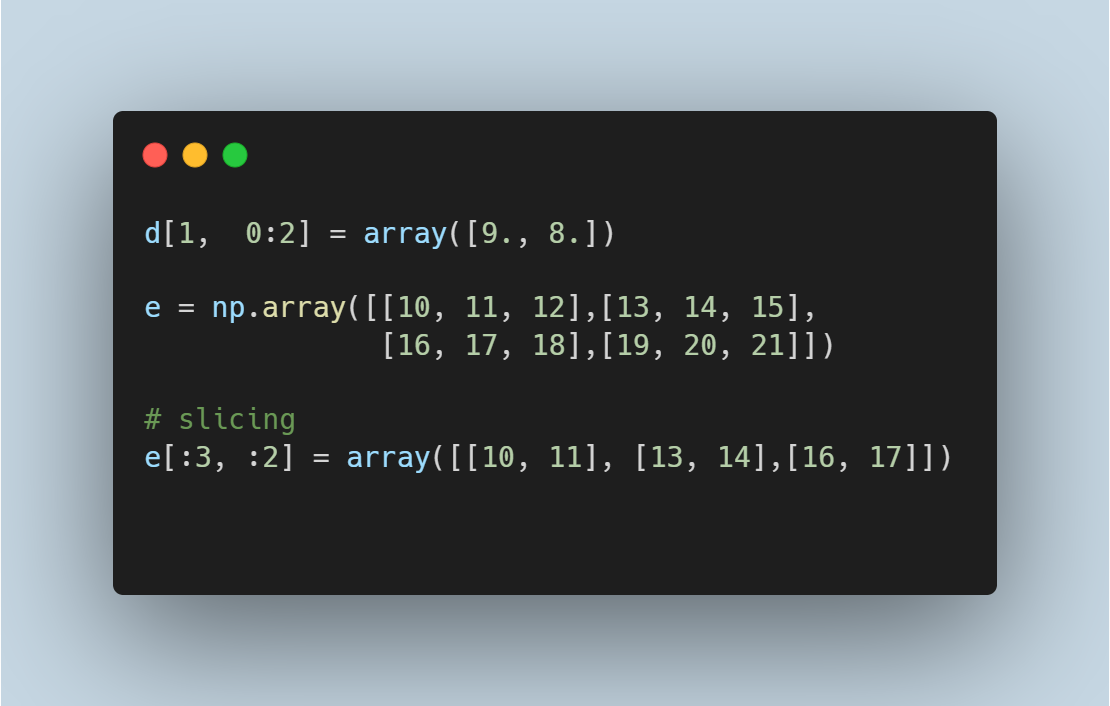 d[1,  0:2] = array([9., 8.])
e = np.array([[10, 11, 12],[13, 14, 15],
              [16, 17, 18],[19, 20, 21]])
# slicing
e[:3, :2] = array([[10, 11], [13, 14],[16, 17]])